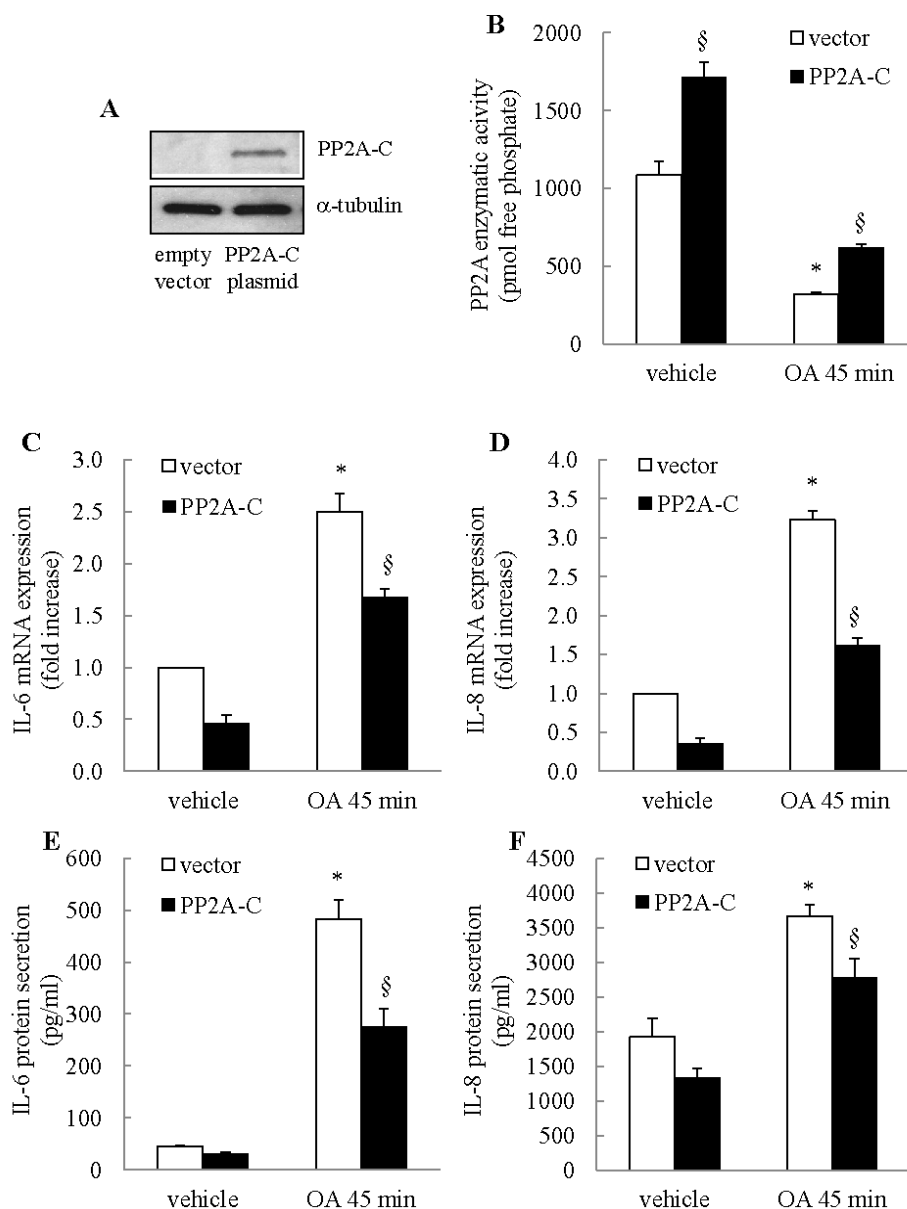 A
PP2A-C
α-tubulin
empty vector
PP2A-C plasmid
B
PP2A enzymatic acivity
(pmol free phosphate)
2000
1500
1000
500
0
vector
PP2A-C
§
*
§
vehicle
OA 45 min
C
IL-6 mRNA expression
(fold increase)
3.0
2.5
2.0
1.5
1.0
0.5
0.0
vector
PP2A-C
*
§
vehicle
OA 45 min
D
IL-8 mRNA expression
(fold increase)
4.0
3.5
3.0
2.5
2.0
1.5
1.0
0.5
0.0
vector
PP2A-C
*
§
vehicle
OA 45 min
E
IL-6 protein secretion
(pg/ml)
600
500
400
300
200
100
0
vector
PP2A-C
*
§
vehicle
OA 45 min
F
IL-8 protein secretion
(pg/ml)
4500
4000
3500
3000
2500
2000
1500
1000
500
0
vector
PP2A-C
*
§
vehicle
OA 45 min